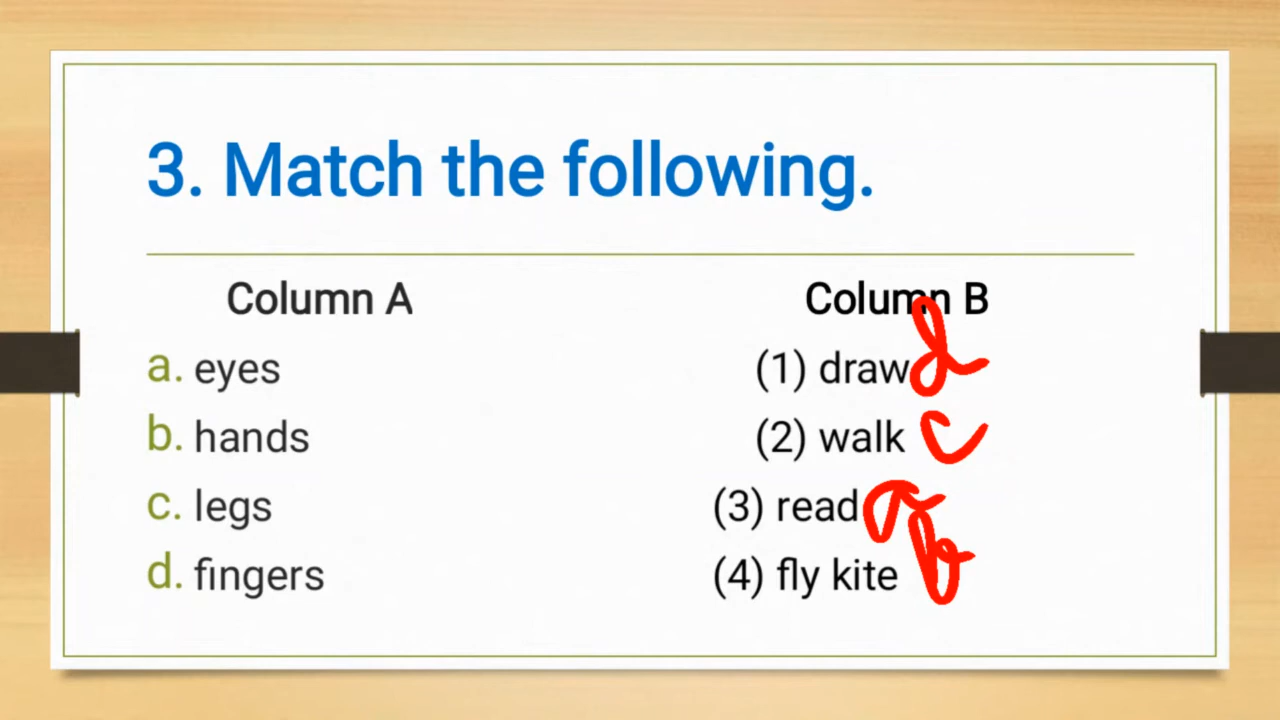 3. Match the following.
Column A Column B
a. eyes (1) draw d
b. hands (2) walk c
c. legs (3) read a
d. fingers (4) fly kite b